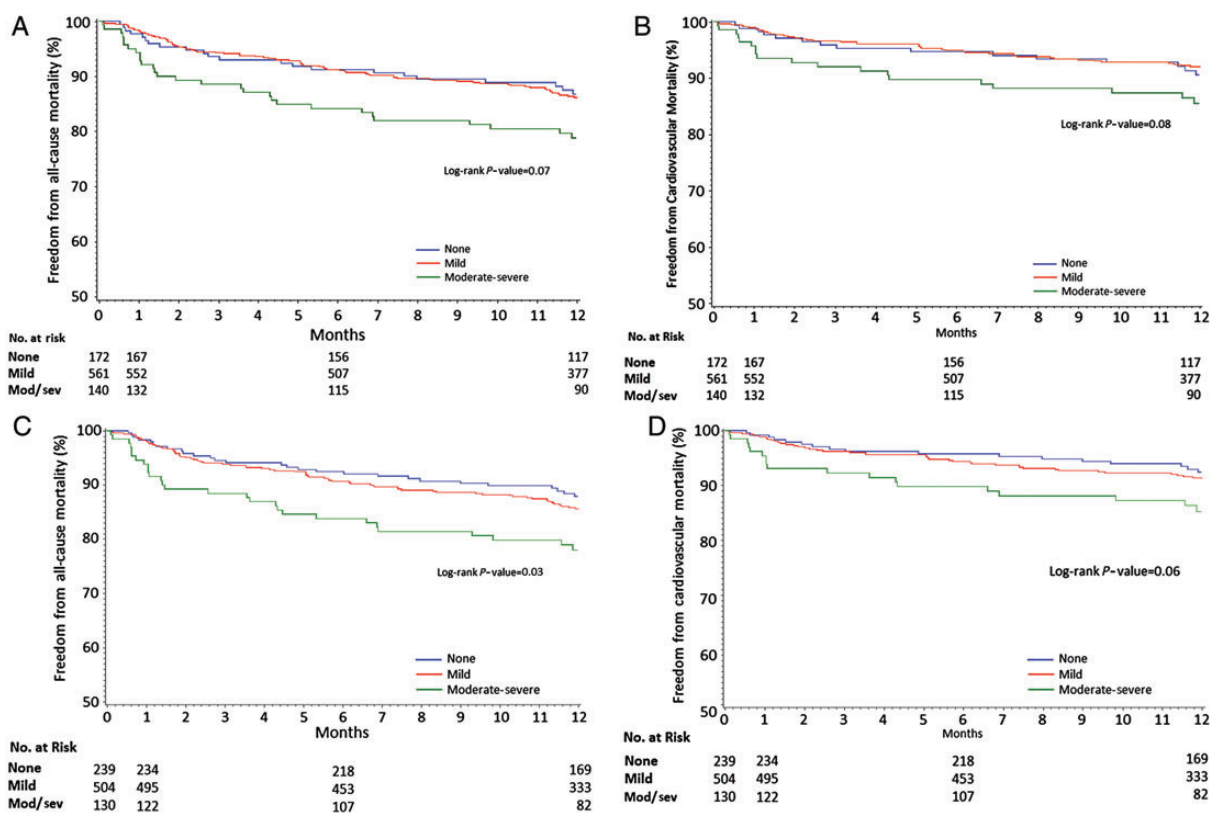 A
Freedom from all-cause mortality (%)
100
90
80
70
60
50
Log-rank P-value=0.07
None
Mild
Moderate-severe
0 1 2 3 4 5 6 7 8 9 10 11 12
Months
No. at risk
None 172 167 156 117
Mild 561 552 507 377
Mod/sev 140 132 115 90
B
Freedom from Cardiovascular Mortality (%)
100
90
80
70
60
50
Log-rank P-value=0.08
None
Mild
Moderate-severe
0 1 2 3 4 5 6 7 8 9 10 11 12
Months
No. at Risk
None 172 167 156 117
Mild 561 552 507 377
Mod/sev 140 132 115 90
C
Freedom from all-cause mortality (%)
100
90
80
70
60
50
Log-rank P-value=0.03
None
Mild
Moderate-severe
0 1 2 3 4 5 6 7 8 9 10 11 12
Months
No. at Risk
None 239 234 218 169
Mild 504 495 453 333
Mod/sev 130 122 107 82
D
Freedom from cardiovascular mortality (%)
100
90
80
70
60
50
Log-rank P-value=0.06
None
Mild
Moderate-severe
0 1 2 3 4 5 6 7 8 9 10 11 12
Months
No. at Risk
None 239 234 218 169
Mild 504 495 453 333
Mod/sev 130 122 107 82